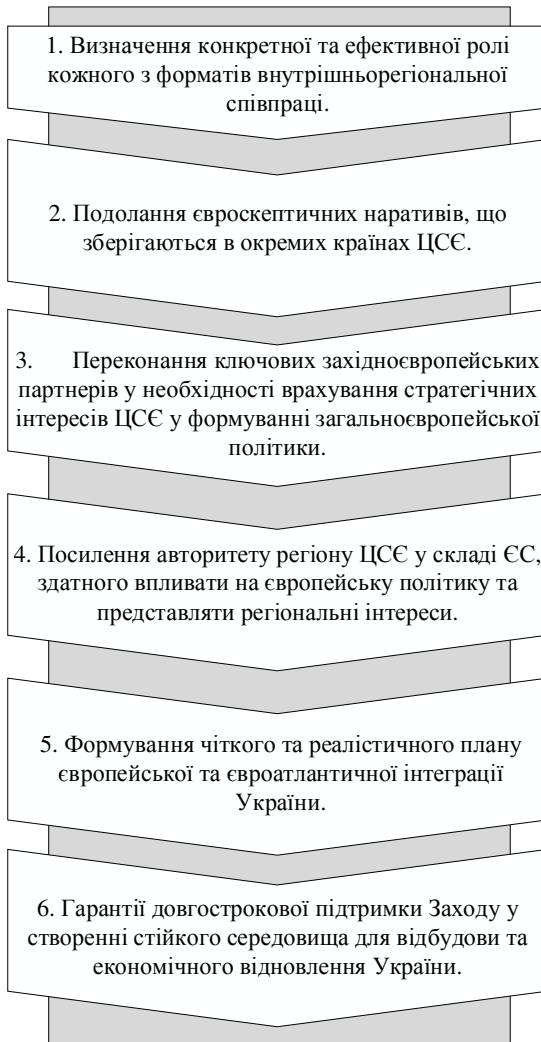 1. Визначення конкретної та ефективної ролі
кожного з форматів внутрішньорегіональної
співпраці.
2. Подолання євроскептичних наративів, що
зберігаються в окремих країнах ЦСЄ.
3. Переконання ключових західноєвропейських
партнерів у необхідності врахування стратегічних
інтересів ЦСЄ у формуванні загальноєвропейської
політики.
4. Посилення авторитету регіону ЦСЄ у складі ЄС,
здатного впливати на європейську політику та
представляти регіональні інтереси.
5. Формування чіткого та реалістичного плану
європейської та євроатлантичної інтеграції
України.
6. Гарантії довгострокової підтримки Заходу у
створенні стійкого середовища для відбудови та
економічного відновлення України.